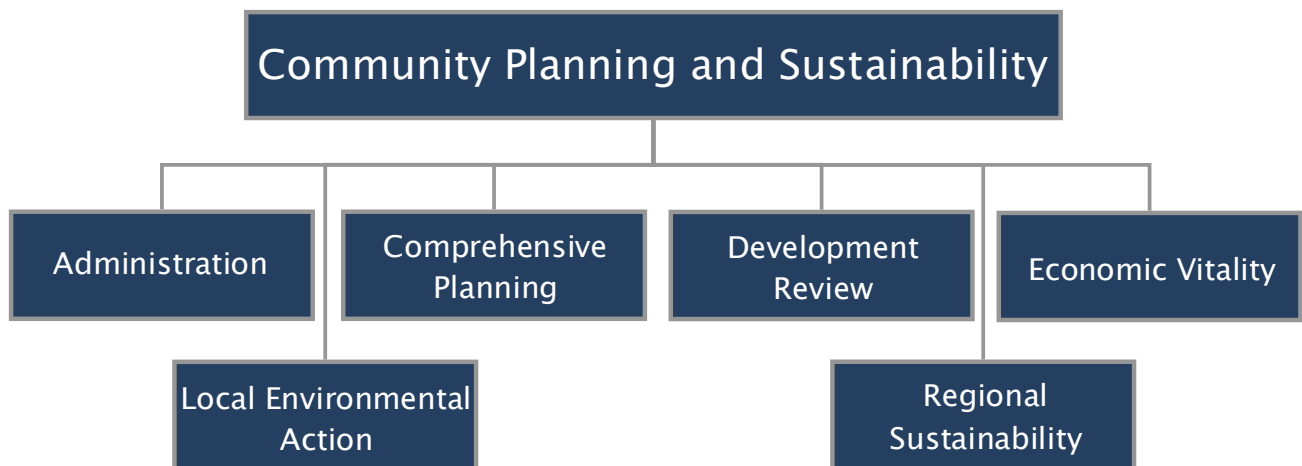 Community Planning and Sustainability
Administration
Comprehensive
Planning
Development
Review
Economic Vitality
Local Environmental
Action
Regional
Sustainability